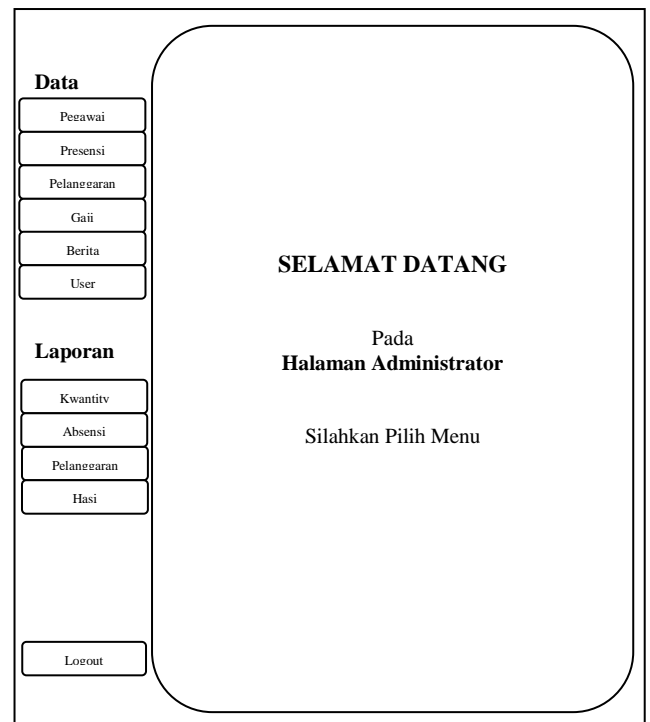 Data
Pegawai
Presensi
Pelanggaran
Gaji
Berita
User
Laporan
Kwantity
Absensi
Pelanggaran
Hasi
Logout
SELAMAT DATANG
Pada
Halaman Administrator
Silahkan Pilih Menu